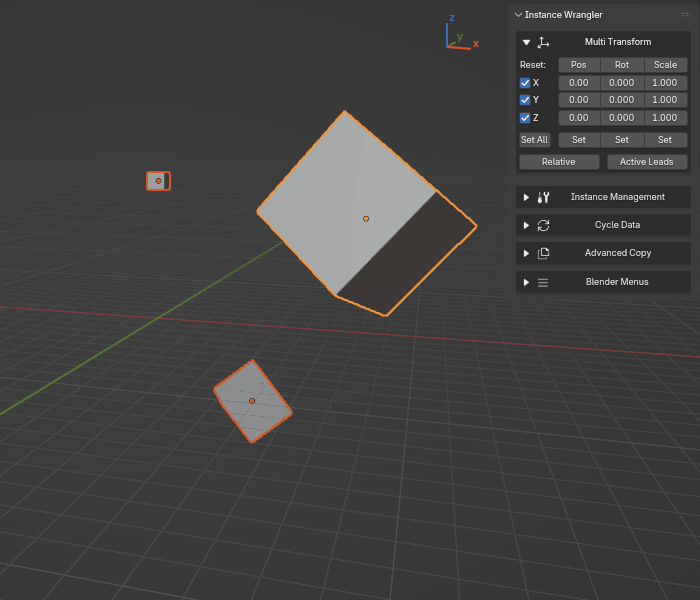 Instance Wrangler
z
y
x
Multi Transform
Reset: Pos Rot Scale
X 0.00 0.000 1.000
Y 0.00 0.000 1.000
Z 0.00 0.000 1.000
Set All Set Set Set
Relative Active Leads
Instance Management
Cycle Data
Advanced Copy
Blender Menus